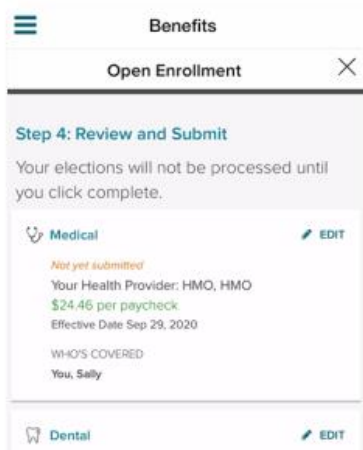 Benefits
Open Enrollment
Step 4: Review and Submit
Your elections will not be processed until
you click complete.
Medical
EDIT
Not yet submitted
Your Health Provider: HMO, HMO
$24.46 per paycheck
Effective Date Sep 29, 2020
WHO'S COVERED
You, Sally
Dental
EDIT